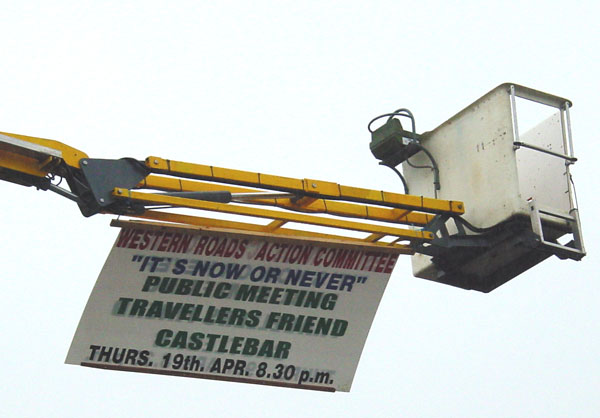 WESTERN ROADS ACTION COMMITTEE
"IT'S NOW OR NEVER"
PUBLIC MEETING
TRAVELLERS FRIEND
CASTLEBAR
THURS. 19th. APR. 8.30 p.m.